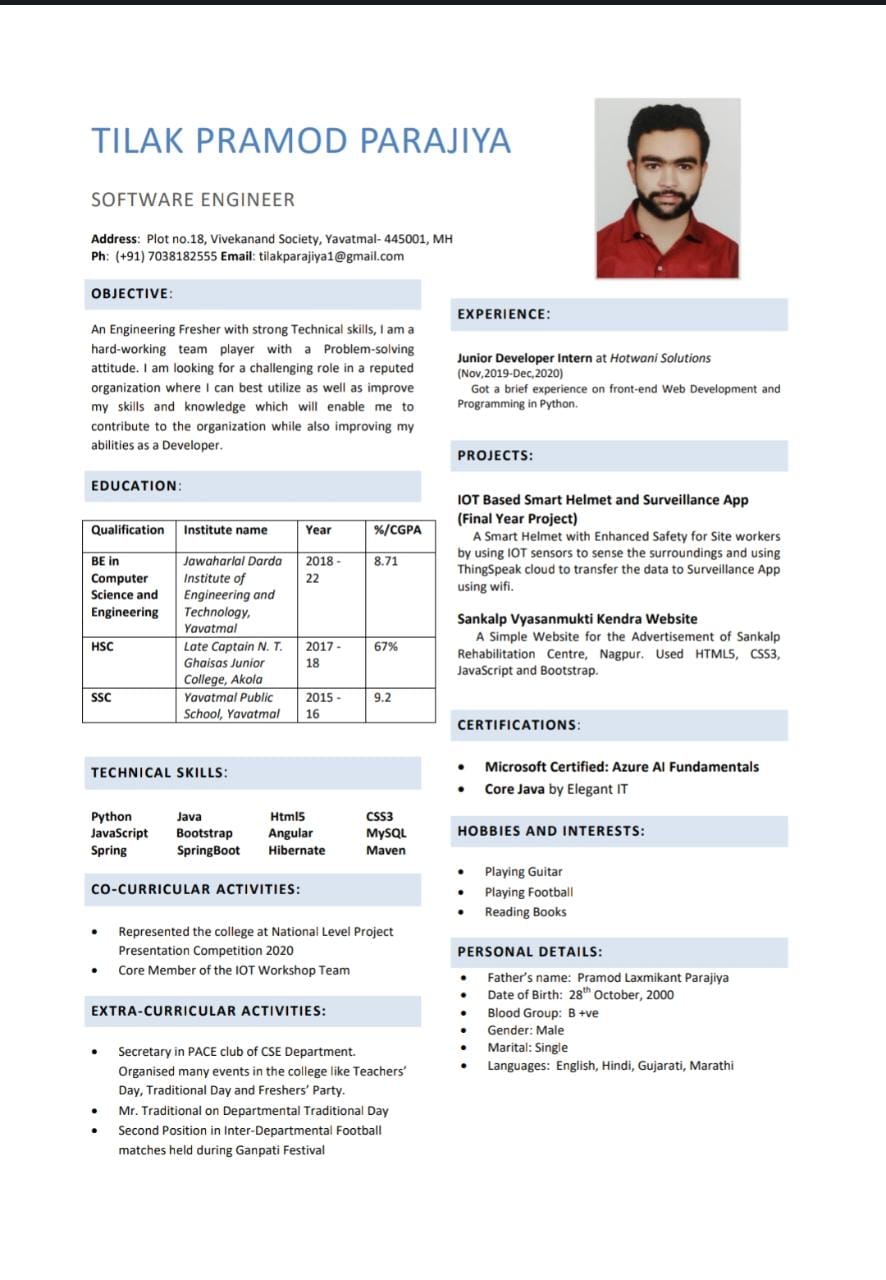 TILAK PRAMOD PARAJIYA
SOFTWARE ENGINEER
Address: Plot no.18, Vivekanand Society, Yavatmal- 445001, MH
Ph: (+91) 7038182555 Email: tilakparajiya1@gmail.com
OBJECTIVE:
An Engineering Fresher with strong Technical skills, I am a
hard-working team player with a Problem-solving
attitude. I am looking for a challenging role in a reputed
organization where I can best utilize as well as improve
my skills and knowledge which will enable me to
contribute to the organization while also improving my
abilities as a Developer.
EDUCATION:
Qualification Institute name Year %/CGPA
BE in Jawaharlal Darda 2018 - 8.71
Computer Institute of 22
Science and Engineering and
Engineering Technology,
Yavatmal
HSC Late Captain N. T. 2017 - 67%
Ghaisas Junior 18
College, Akola
SSC Yavatmal Public 2015 - 9.2
School, Yavatmal 16
TECHNICAL SKILLS:
Python Java Html5 CSS3
JavaScript Bootstrap Angular MySQL
Spring SpringBoot Hibernate Maven
CO-CURRICULAR ACTIVITIES:
• Represented the college at National Level Project
Presentation Competition 2020
• Core Member of the IOT Workshop Team
EXTRA-CURRICULAR ACTIVITIES:
• Secretary in PACE club of CSE Department.
Organised many events in the college like Teachers’
Day, Traditional Day and Freshers’ Party.
• Mr. Traditional on Departmental Traditional Day
• Second Position in Inter-Departmental Football
matches held during Ganpati Festival
EXPERIENCE:
Junior Developer Intern at Hotwani Solutions
(Nov,2019-Dec,2020)
Got a brief experience on front-end Web Development and
Programming in Python.
PROJECTS:
IOT Based Smart Helmet and Surveillance App
(Final Year Project)
A Smart Helmet with Enhanced Safety for Site workers
by using IOT sensors to sense the surroundings and using
ThingSpeak cloud to transfer the data to Surveillance App
using wifi.
Sankalp Vyasanmukti Kendra Website
A Simple Website for the Advertisement of Sankalp
Rehabilitation Centre, Nagpur. Used HTML5, CSS3,
JavaScript and Bootstrap.
CERTIFICATIONS:
• Microsoft Certified: Azure AI Fundamentals
• Core Java by Elegant IT
HOBBIES AND INTERESTS:
• Playing Guitar
• Playing Football
• Reading Books
PERSONAL DETAILS:
• Father’s name: Pramod Laxmikant Parajiya
• Date of Birth: 28th October, 2000
• Blood Group: B +ve
• Gender: Male
• Marital: Single
• Languages: English, Hindi, Gujarati, Marathi